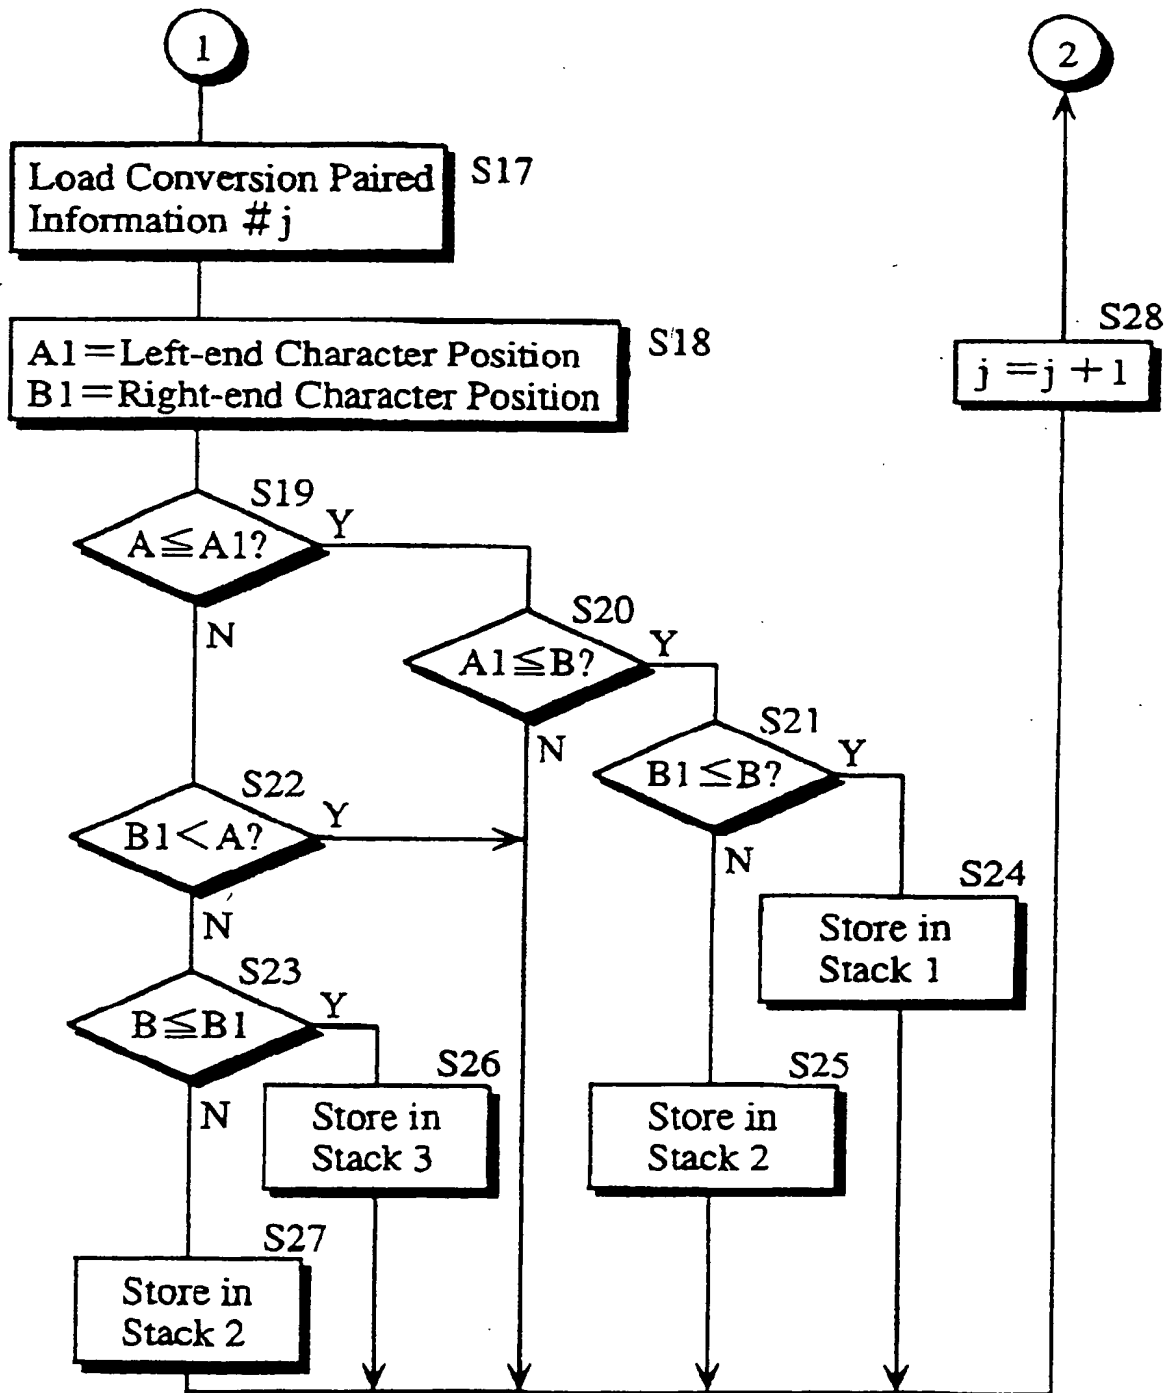 1
2
Load Conversion Paired
Information # j
S17
A1=Left-end Character Position
B1=Right-end Character Position
S18
S28
j=j+1
S19
A≦A1?
Y
N
S20
A1≦B?
Y
N
S21
B1≦B?
Y
N
S22
B1<A?
Y
N
S24
Store in
Stack 1
S23
B≦B1
Y
N
S26
Store in
Stack 3
S25
Store in
Stack 2
S27
Store in
Stack 2